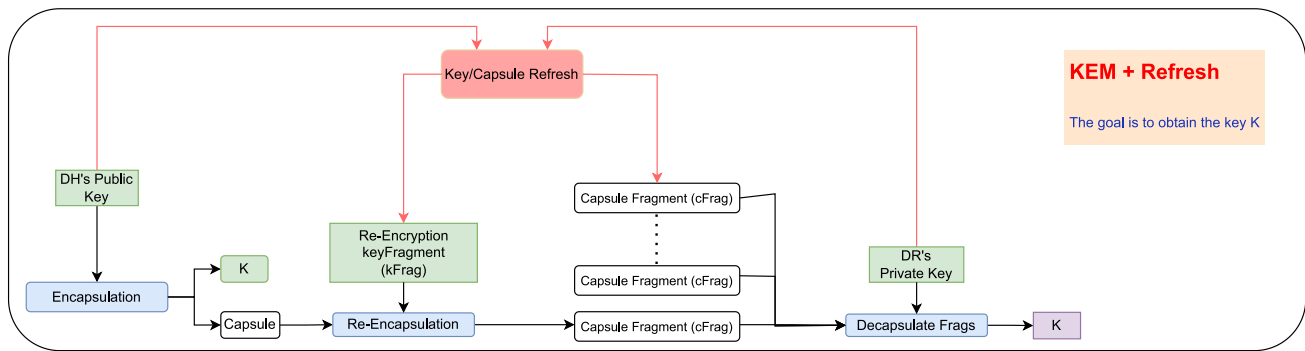 Key/Capsule Refresh
KEM + Refresh
The goal is to obtain the key K
DH's Public
Key
Capsule Fragment (cFrag)
Re-Encryption
keyFragment
(kFrag)
DR's
Private Key
K
Capsule Fragment (cFrag)
Encapsulation
Capsule
Re-Encapsulation
Capsule Fragment (cFrag)
Decapsulate Frags
K